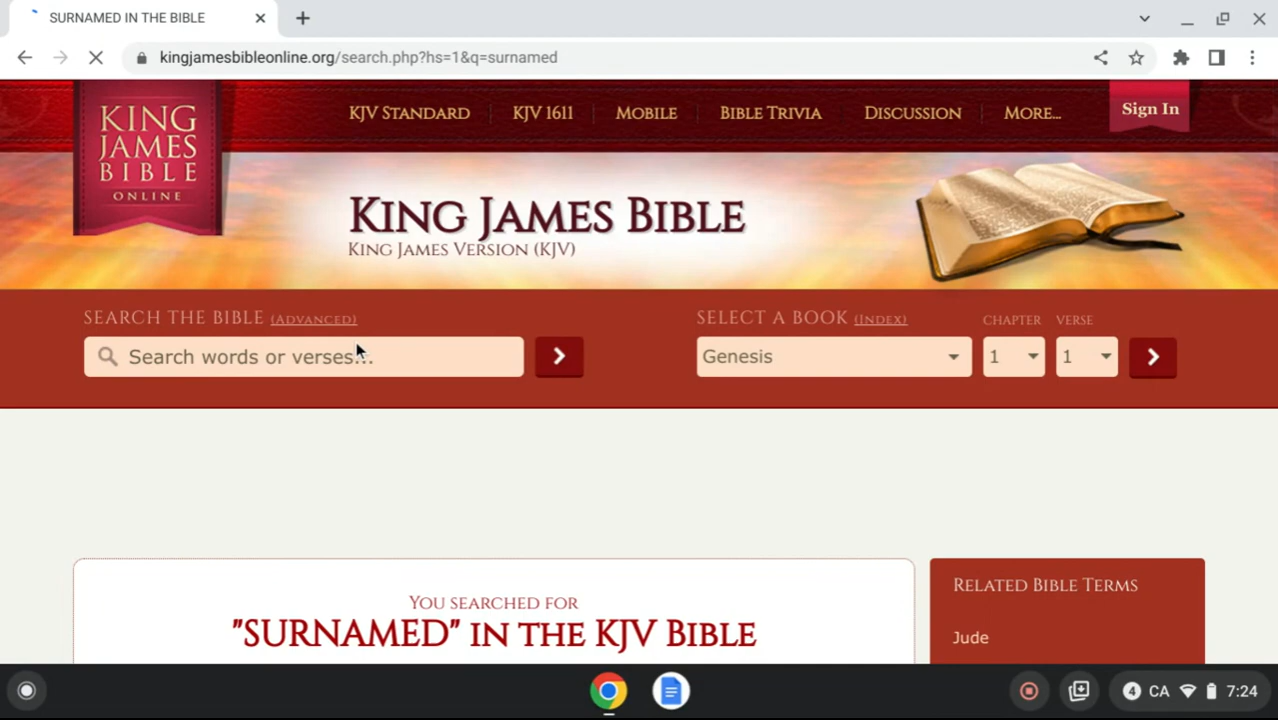 SURNAMED IN THE BIBLE
kingjamesbibleonline.org/search.php?hs=1&q=surnamed
KING
JAMES
BIBLE
ONLINE
KJV STANDARD
KJV 1611
MOBILE
BIBLE TRIVIA
DISCUSSION
MORE...
Sign In
KING JAMES BIBLE
KING JAMES VERSION (KJV)
SEARCH THE BIBLE (ADVANCED)
Search words or verses...
SELECT A BOOK (INDEX)
CHAPTER
VERSE
Genesis
1
1
YOU SEARCHED FOR
"SURNAMED" IN THE KJV BIBLE
RELATED BIBLE TERMS
Jude
4
CA
7:24